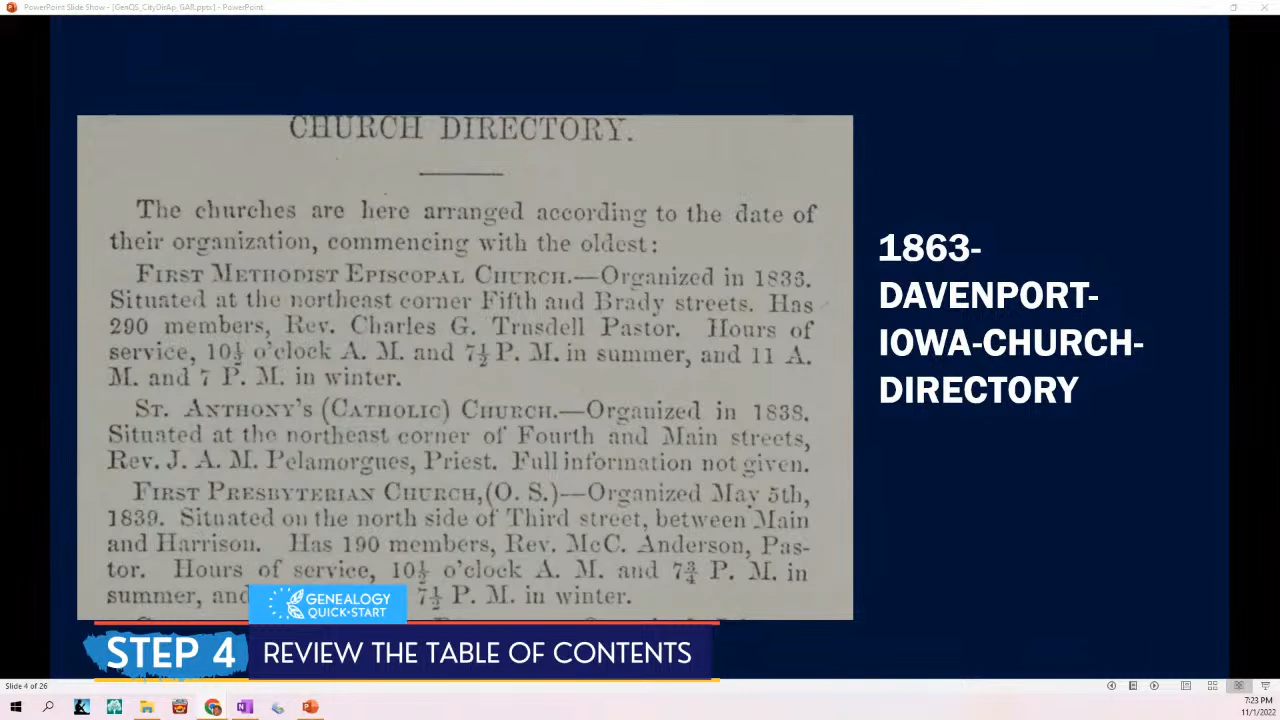 PowerPoint Slide Show - [GenQS_CityDirAp_GAR.pptx] - PowerPoint
CHURCH DIRECTORY.
The churches are here arranged according to the date of
their organization, commencing with the oldest:
FIRST METHODIST EPISCOPAL CHURCH.—Organized in 1836.
Situated at the northeast corner Fifth and Brady streets. Has
290 members, Rev. Charles G. Trusdell Pastor. Hours of
service, 10½ o'clock A. M. and 7½ P. M. in summer, and 11 A.
M. and 7 P. M. in winter.
ST. ANTHONY'S (CATHOLIC) CHURCH.—Organized in 1838.
Situated at the northeast corner of Fourth and Main streets,
Rev. J. A. M. Pelamorgues, Priest. Full information not given.
FIRST PRESBYTERIAN CHURCH, (O. S.)—Organized May 5th,
1839. Situated on the north side of Third street, between Main
and Harrison. Has 190 members, Rev. McC. Anderson, Pas-
tor. Hours of service, 10½ o'clock A. M. and 7¾ P. M. in
summer, and 7½ P. M. in winter.
1863-
DAVENPORT-
IOWA-CHURCH-
DIRECTORY
GENEALOGY
QUICK•START
STEP 4
REVIEW THE TABLE OF CONTENTS
Slide 4 of 26
7:23 PM
11/1/2022